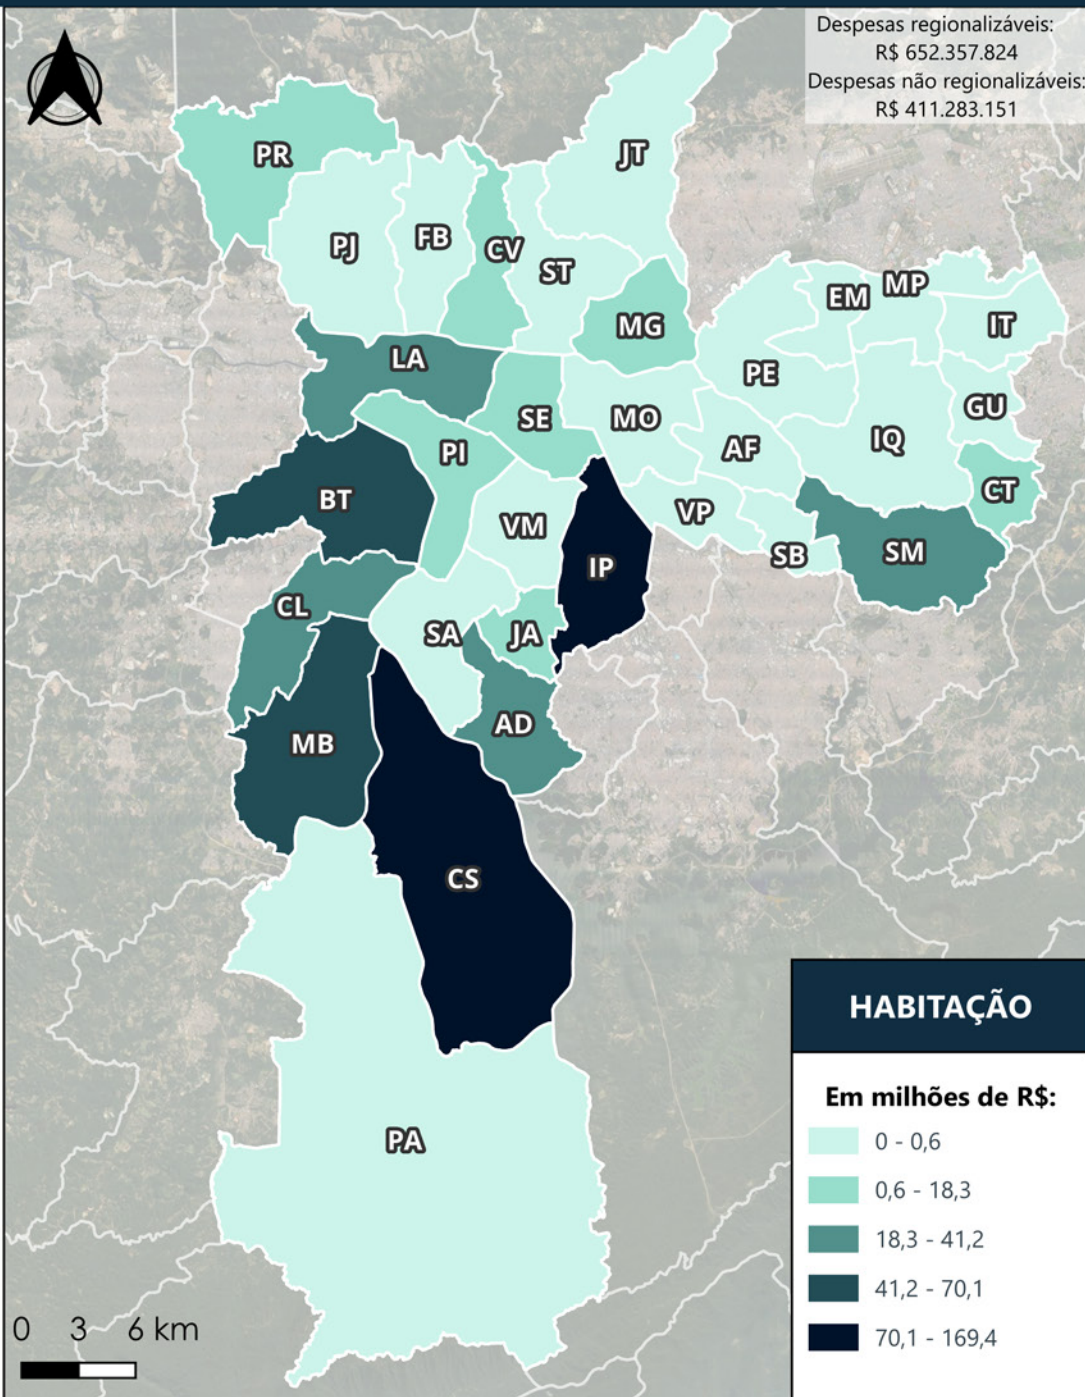 Despesas regionalizáveis:
R$ 652.357.824
Despesas não regionalizáveis:
R$ 411.283.151
JT
PR
PJ
FB
CV
ST
MG
EM
MP
IT
LA
PE
SE
MO
GU
PI
AF
IQ
BT
CT
VM
VP
IP
SB
SM
CL
SA
JA
AD
MB
CS
PA
HABITAÇÃO
Em milhões de R$:
0 - 0,6
0,6 - 18,3
18,3 - 41,2
41,2 - 70,1
70,1 - 169,4
0 3 6 km